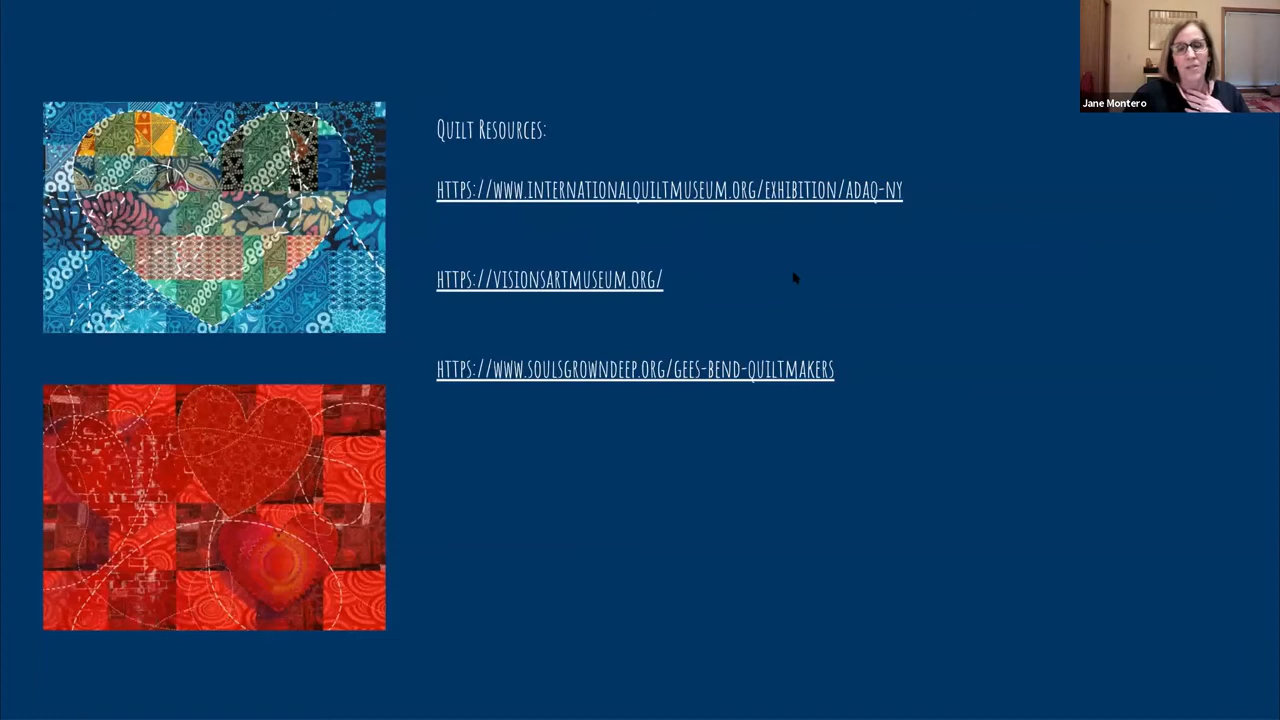 Quilt Resources:
https://www.internationalquiltmuseum.org/exhibition/adaq-ny
https://visionsartmuseum.org/
https://www.soulsgrowndeep.org/gees-bend-quiltmakers
Jane Montero